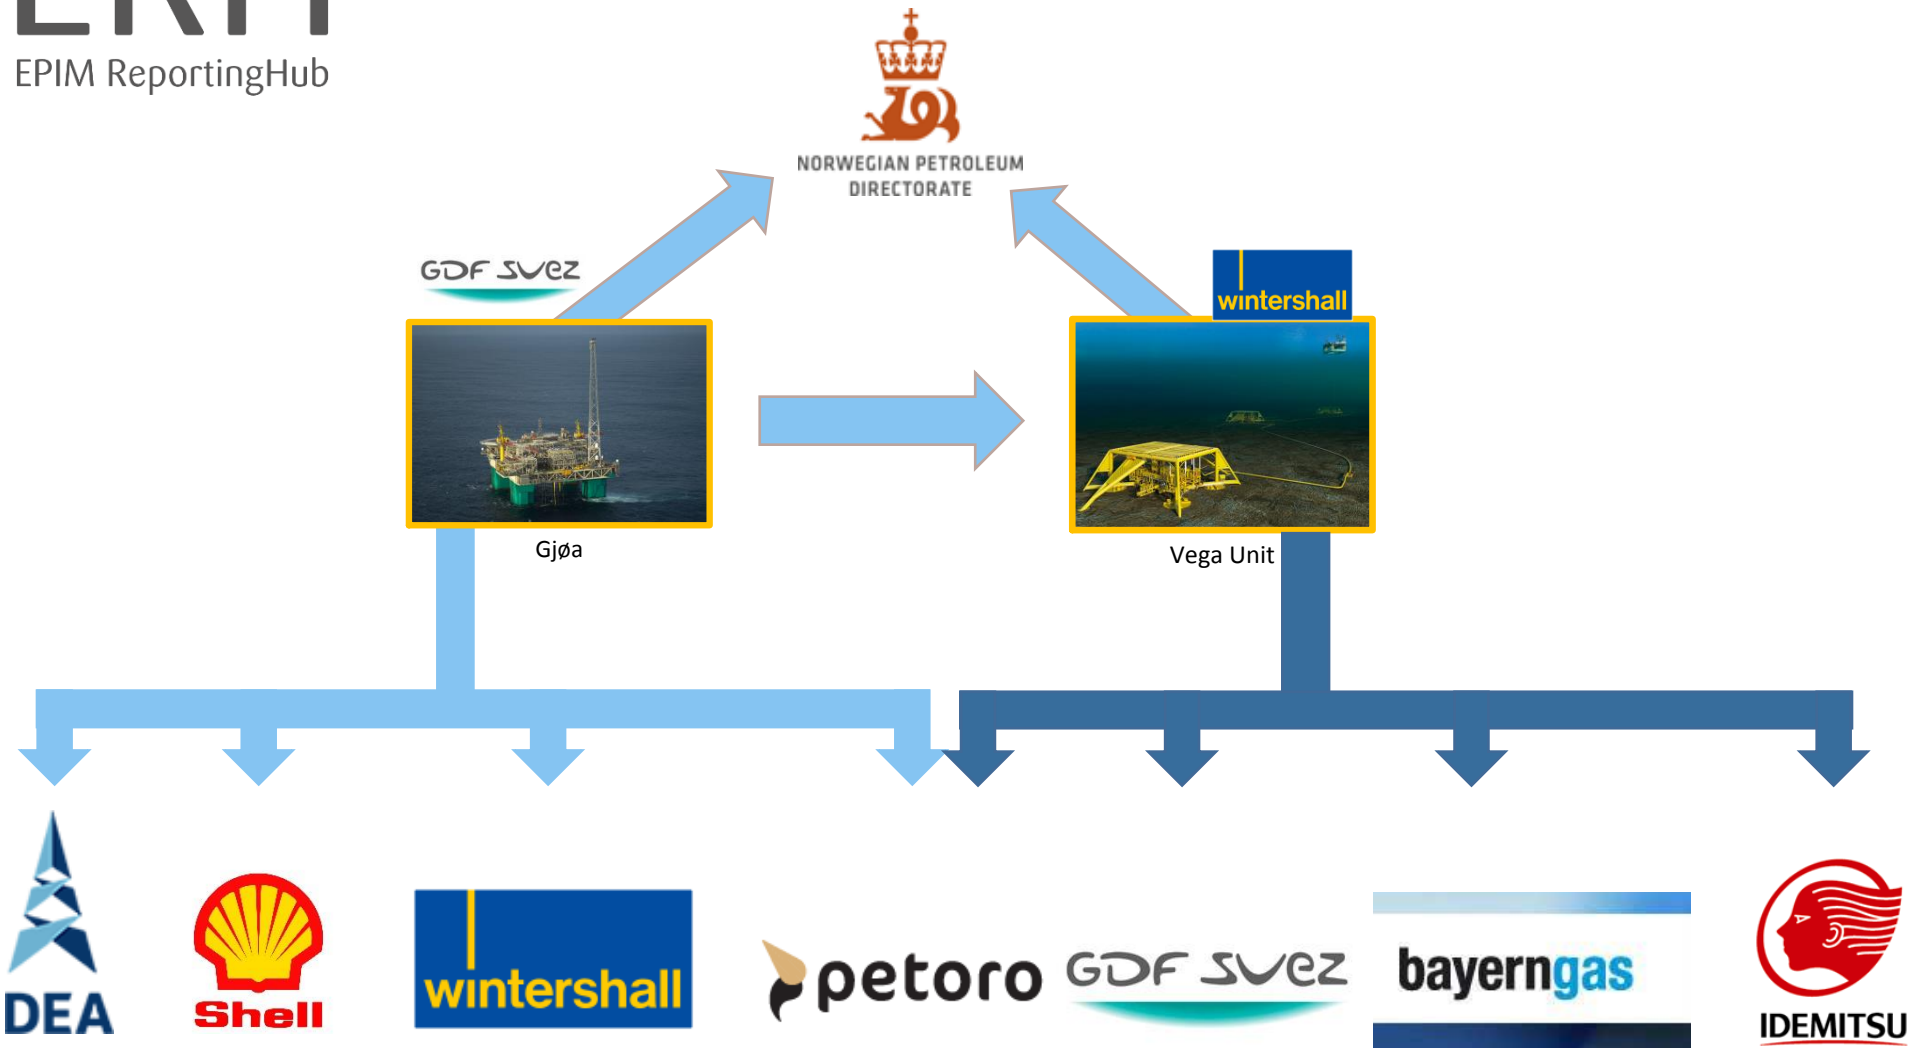 EPIM ReportingHub
NORWEGIAN PETROLEUM
DIRECTORATE
GDF SUEZ
wintershall
Gjøa
Vega Unit
DEA
Shell
wintershall
petoro
GDF SUEZ
bayerngas
IDEMITSU